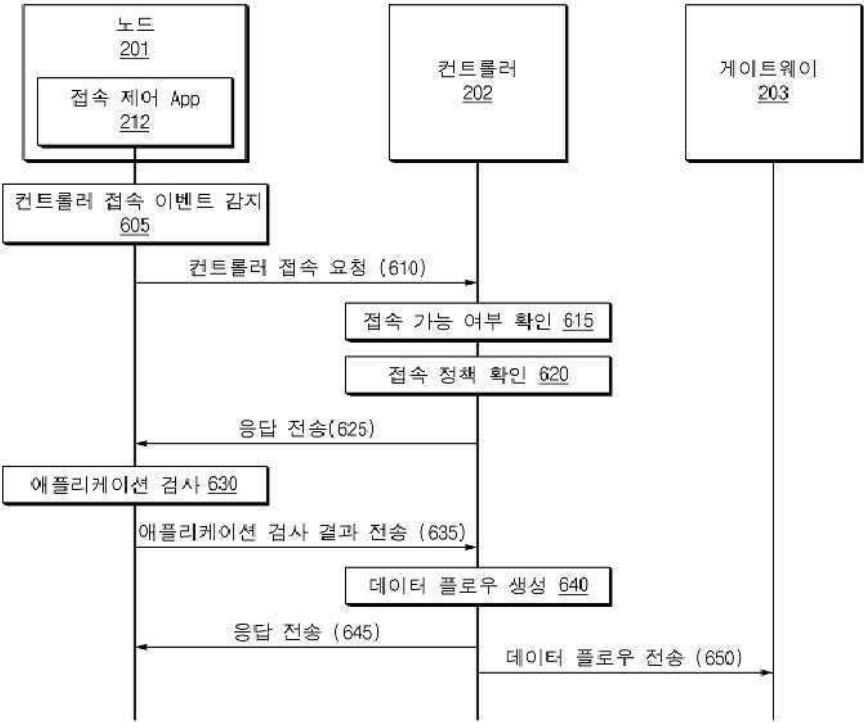 노드
201
접속 제어 App
212
컨트롤러
202
게이트웨이
203
컨트롤러 접속 이벤트 감지
605
컨트롤러 접속 요청 (610)
접속 가능 여부 확인 615
접속 정책 확인 620
응답 전송(625)
애플리케이션 검사 630
애플리케이션 검사 결과 전송 (635)
데이터 플로우 생성 640
응답 전송 (645)
데이터 플로우 전송 (650)